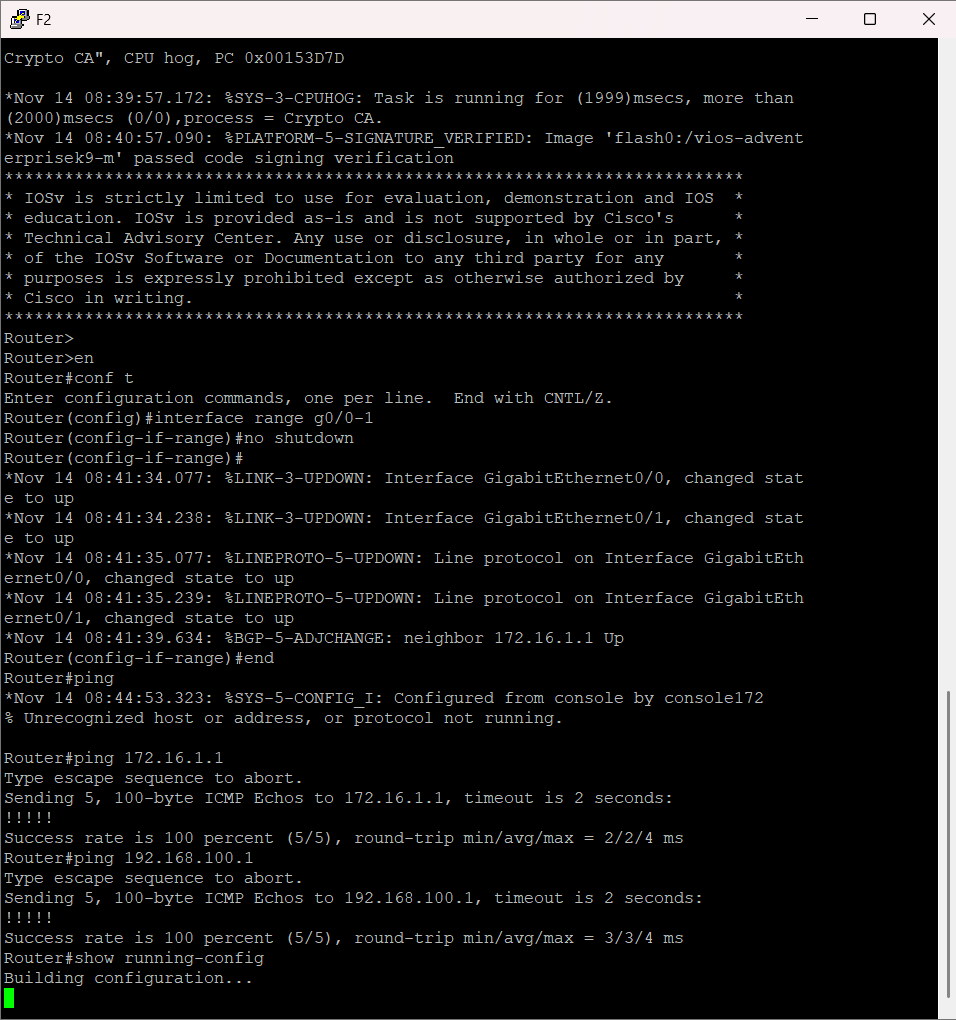 F2
Crypto CA", CPU hog, PC 0x00153D7D
*Nov 14 08:39:57.172: %SYS-3-CPUHOG: Task is running for (1999)msecs, more than
(2000)msecs (0/0),process = Crypto CA.
*Nov 14 08:40:57.090: %PLATFORM-5-SIGNATURE_VERIFIED: Image 'flash0:/vios-advent
erprisek9-m' passed code signing verification
**************************************************************************
* IOSv is strictly limited to use for evaluation, demonstration and IOS  *
* education. IOSv is provided as-is and is not supported by Cisco's      *
* Technical Advisory Center. Any use or disclosure, in whole or in part, *
* of the IOSv Software or Documentation to any third party for any       *
* purposes is expressly prohibited except as otherwise authorized by     *
* Cisco in writing.                                                      *
**************************************************************************
Router>
Router>en
Router#conf t
Enter configuration commands, one per line.  End with CNTL/Z.
Router(config)#interface range g0/0-1
Router(config-if-range)#no shutdown
Router(config-if-range)#
*Nov 14 08:41:34.077: %LINK-3-UPDOWN: Interface GigabitEthernet0/0, changed stat
e to up
*Nov 14 08:41:34.238: %LINK-3-UPDOWN: Interface GigabitEthernet0/1, changed stat
e to up
*Nov 14 08:41:35.077: %LINEPROTO-5-UPDOWN: Line protocol on Interface GigabitEth
ernet0/0, changed state to up
*Nov 14 08:41:35.239: %LINEPROTO-5-UPDOWN: Line protocol on Interface GigabitEth
ernet0/1, changed state to up
*Nov 14 08:41:39.634: %BGP-5-ADJCHANGE: neighbor 172.16.1.1 Up
Router(config-if-range)#end
Router#ping
*Nov 14 08:44:53.323: %SYS-5-CONFIG_I: Configured from console by console172
% Unrecognized host or address, or protocol not running.
Router#ping 172.16.1.1
Type escape sequence to abort.
Sending 5, 100-byte ICMP Echos to 172.16.1.1, timeout is 2 seconds:
!!!!!
Success rate is 100 percent (5/5), round-trip min/avg/max = 2/2/4 ms
Router#ping 192.168.100.1
Type escape sequence to abort.
Sending 5, 100-byte ICMP Echos to 192.168.100.1, timeout is 2 seconds:
!!!!!
Success rate is 100 percent (5/5), round-trip min/avg/max = 3/3/4 ms
Router#show running-config
Building configuration...